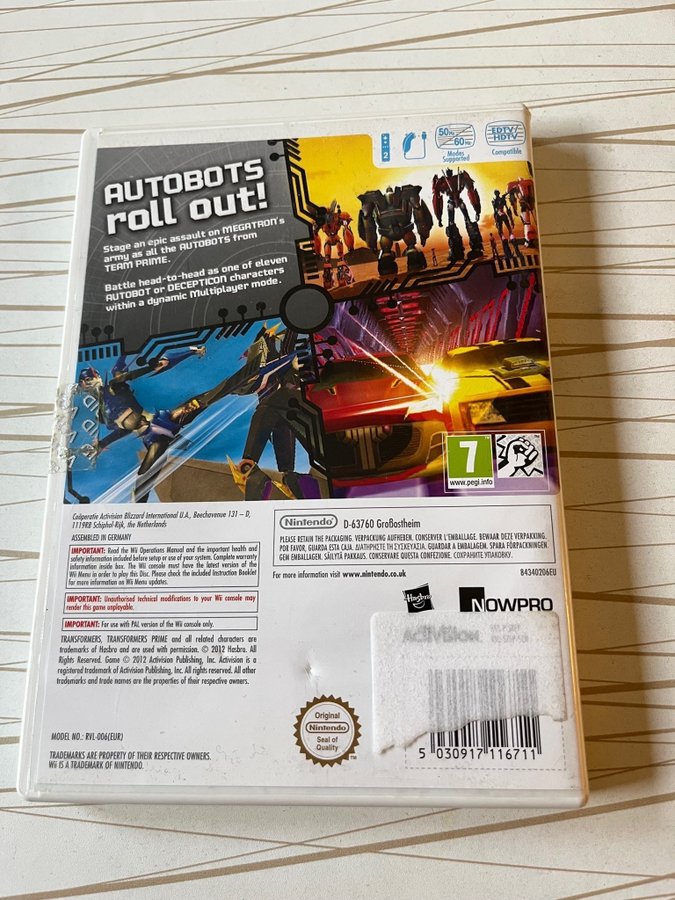 2
50Hz
60Hz
Modes
Supported
EDTV/
HDTV
Compatible
AUTOBOTS
roll out!
Stage an epic assault on MEGATRON's
army as all the AUTOBOTS from
TEAM PRIME.
Battle head-to-head as one of eleven
AUTOBOT or DECEPTICON characters
within a dynamic Multiplayer mode.
7
www.pegi.info
Coöperatie Activision Blizzard International U.A., Beechavenue 131 – D,
1119RB Schiphol-Rijk, the Netherlands
ASSEMBLED IN GERMANY
IMPORTANT: Read the Wii Operations Manual and the important health and
safety information included before setup or use of your system. Complete warranty
information inside box. The Wii console must have the latest version of the
Wii Menu in order to play this Disc. Please check the included Instruction Booklet
for more information on Wii Menu updates.
IMPORTANT: Unauthorised technical modifications to your Wii console may
render this game unplayable.
IMPORTANT: For use with PAL version of the Wii console only.
TRANSFORMERS, TRANSFORMERS PRIME and all related characters are
trademarks of Hasbro and are used with permission. © 2012 Hasbro. All
Rights Reserved. Game © 2012 Activision Publishing, Inc. Activision is a
registered trademark of Activision Publishing, Inc. All rights reserved. All other
trademarks and trade names are the properties of their respective owners.
MODEL NO.: RVL-006(EUR)
TRADEMARKS ARE PROPERTY OF THEIR RESPECTIVE OWNERS.
Wii IS A TRADEMARK OF NINTENDO.
Nintendo D-63760 Großostheim
PLEASE RETAIN THE PACKAGING. VERPACKUNG AUFHEBEN. CONSERVER L'EMBALLAGE. BEWAAR DEZE VERPAKKING.
POR FAVOR, GUARDA ESTA CAJA. ΔΙΑΤΗΡΗΣΤΕ ΤΗ ΣΥΣΚΕΥΑΣΙΑ. GUARDAR A EMBALAGEM. SPARA FÖRPACKNINGEN.
GEM EMBALLAGEN. SÄILYTÄ PAKKAUS. CONSERVARE QUESTA CONFEZIONE. СОХРАНИТЕ УПАКОВКУ.
For more information visit www.nintendo.co.uk
84340206EU
Hasbro
NOWPRO
ACTIVISION
Original
Nintendo
Seal of
Quality
TM
5 030917 116711